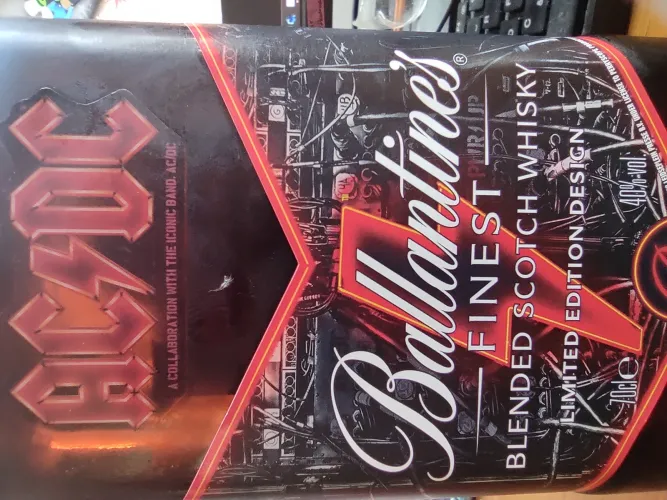 AC DC
A COLLABORATION WITH THE ICONIC BAND, AC/DC
Ballantine's®
FINEST
BLENDED SCOTCH WHISKY
LIMITED EDITION DESIGN
70cl e 40% vol